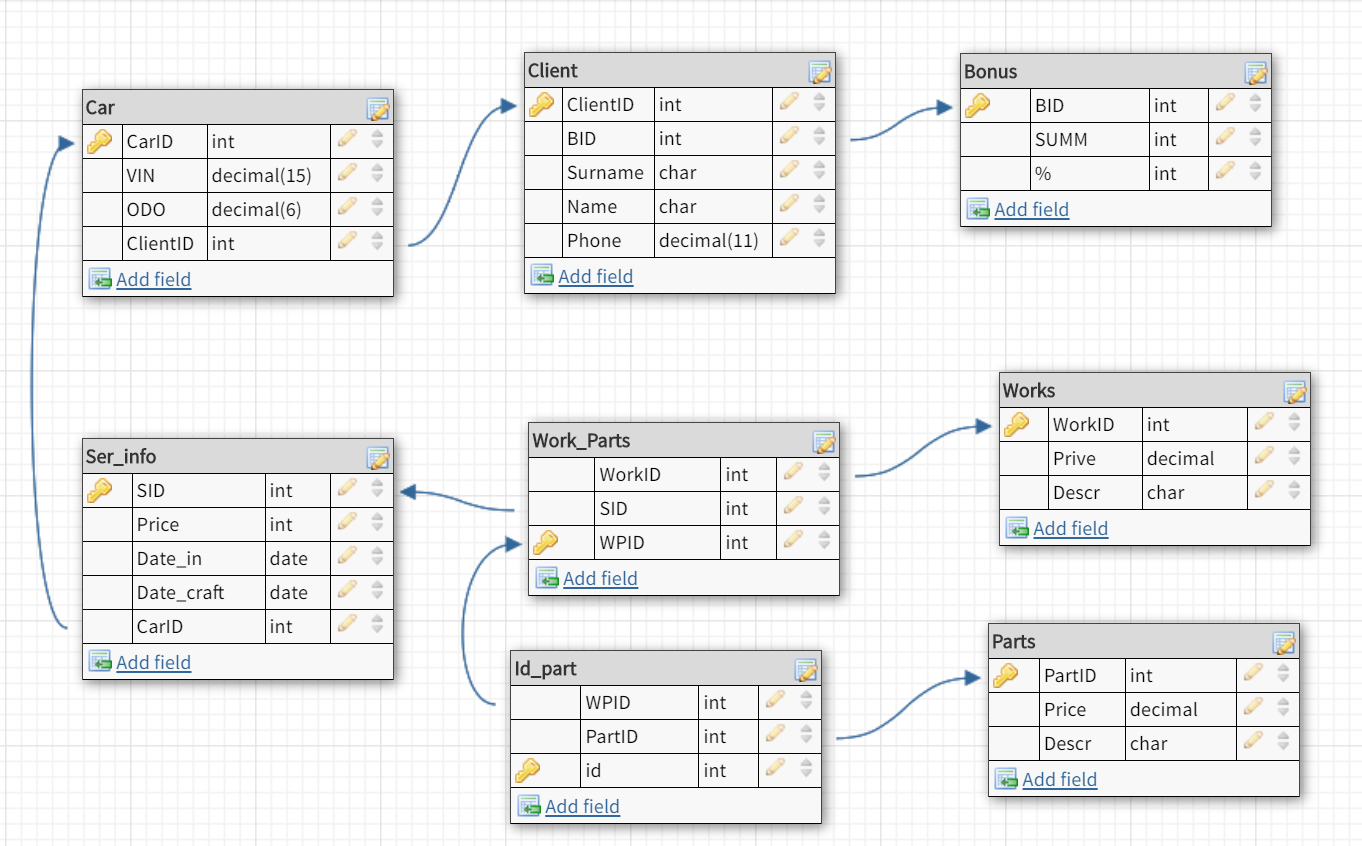 Car
CarID int
VIN decimal(15)
ODO decimal(6)
ClientID int
Add field
Client
ClientID int
BID int
Surname char
Name char
Phone decimal(11)
Add field
Bonus
BID int
SUMM int
% int
Add field
Ser_info
SID int
Price int
Date_in date
Date_craft date
CarID int
Add field
Work_Parts
WorkID int
SID int
WPID int
Add field
Works
WorkID int
Prive decimal
Descr char
Add field
Id_part
WPID int
PartID int
id int
Add field
Parts
PartID int
Price decimal
Descr char
Add field